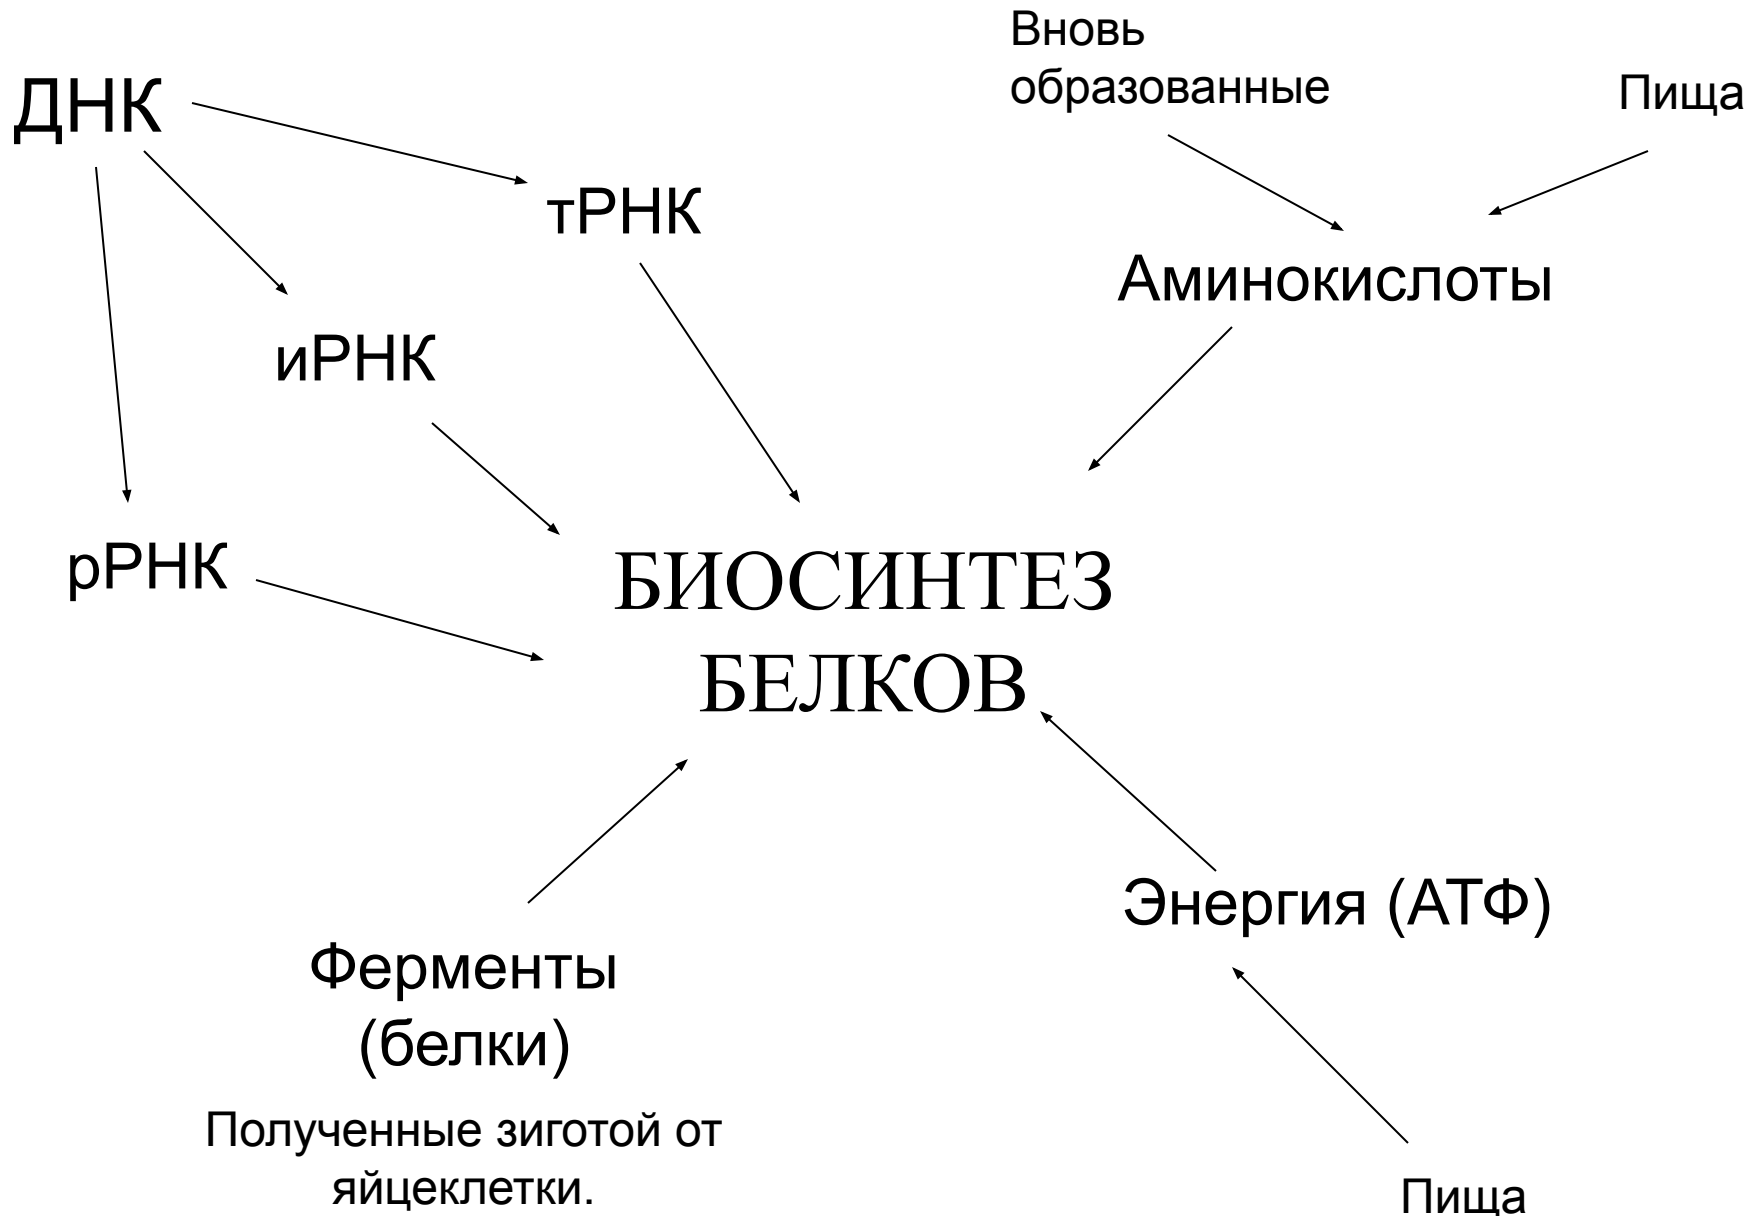 Вновь
образованные
Пища
ДНК
тРНК
Аминокислоты
иРНК
рРНК
БИОСИНТЕЗ
БЕЛКОВ
Энергия (АТФ)
Ферменты
(белки)
Полученные зиготой от
яйцеклетки.
Пища